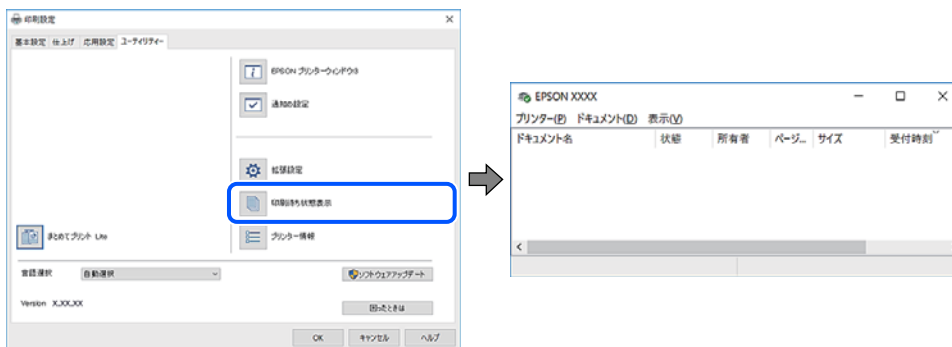 印刷設定
基本設定 仕上げ 応用設定 ユーティリティー
EPSON プリンターウィンドウ3
通知の設定
拡張設定
印刷待ち状態表示
まとめてプリント Lite
プリンター情報
言語選択 自動選択
ソフトウェアアップデート
Version X.XX.XX
困ったときは
OK キャンセル ヘルプ
EPSON XXXX
プリンター(P) ドキュメント(D) 表示(V)
ドキュメント名 状態 所有者 ページ... サイズ 受付時刻